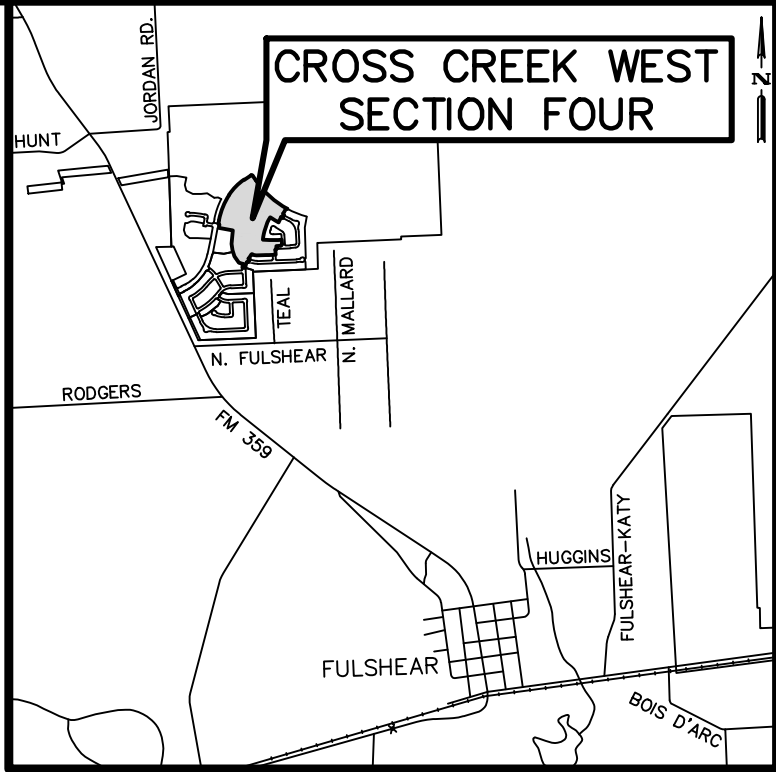 JORDAN RD.
CROSS CREEK WEST
SECTION FOUR
N
HUNT
TEAL
N. MALLARD
N. FULSHEAR
RODGERS
FM 359
HUGGINS
FULSHEAR-KATY
FULSHEAR
BOIS D'ARC